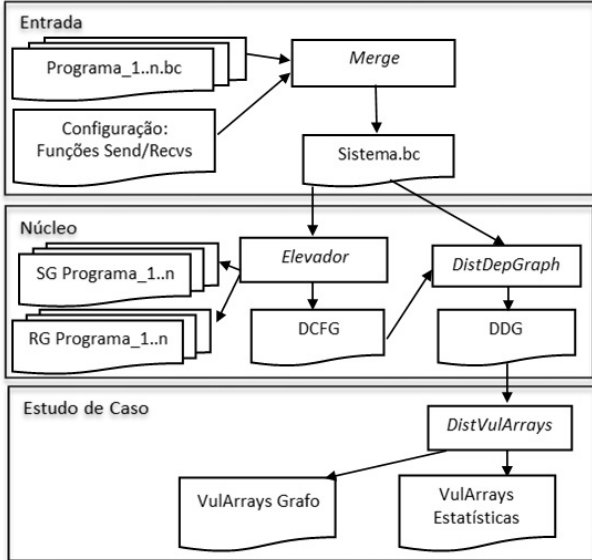 Entrada
Programa_1..n.bc
Merge
Configuração:
Funções Send/Recvs
Sistema.bc
Núcleo
SG Programa_1..n
Elevador
DistDepGraph
RG Programa_1..n
DCFG
DDG
Estudo de Caso
DistVulArrays
VulArrays Grafo
VulArrays
Estatísticas